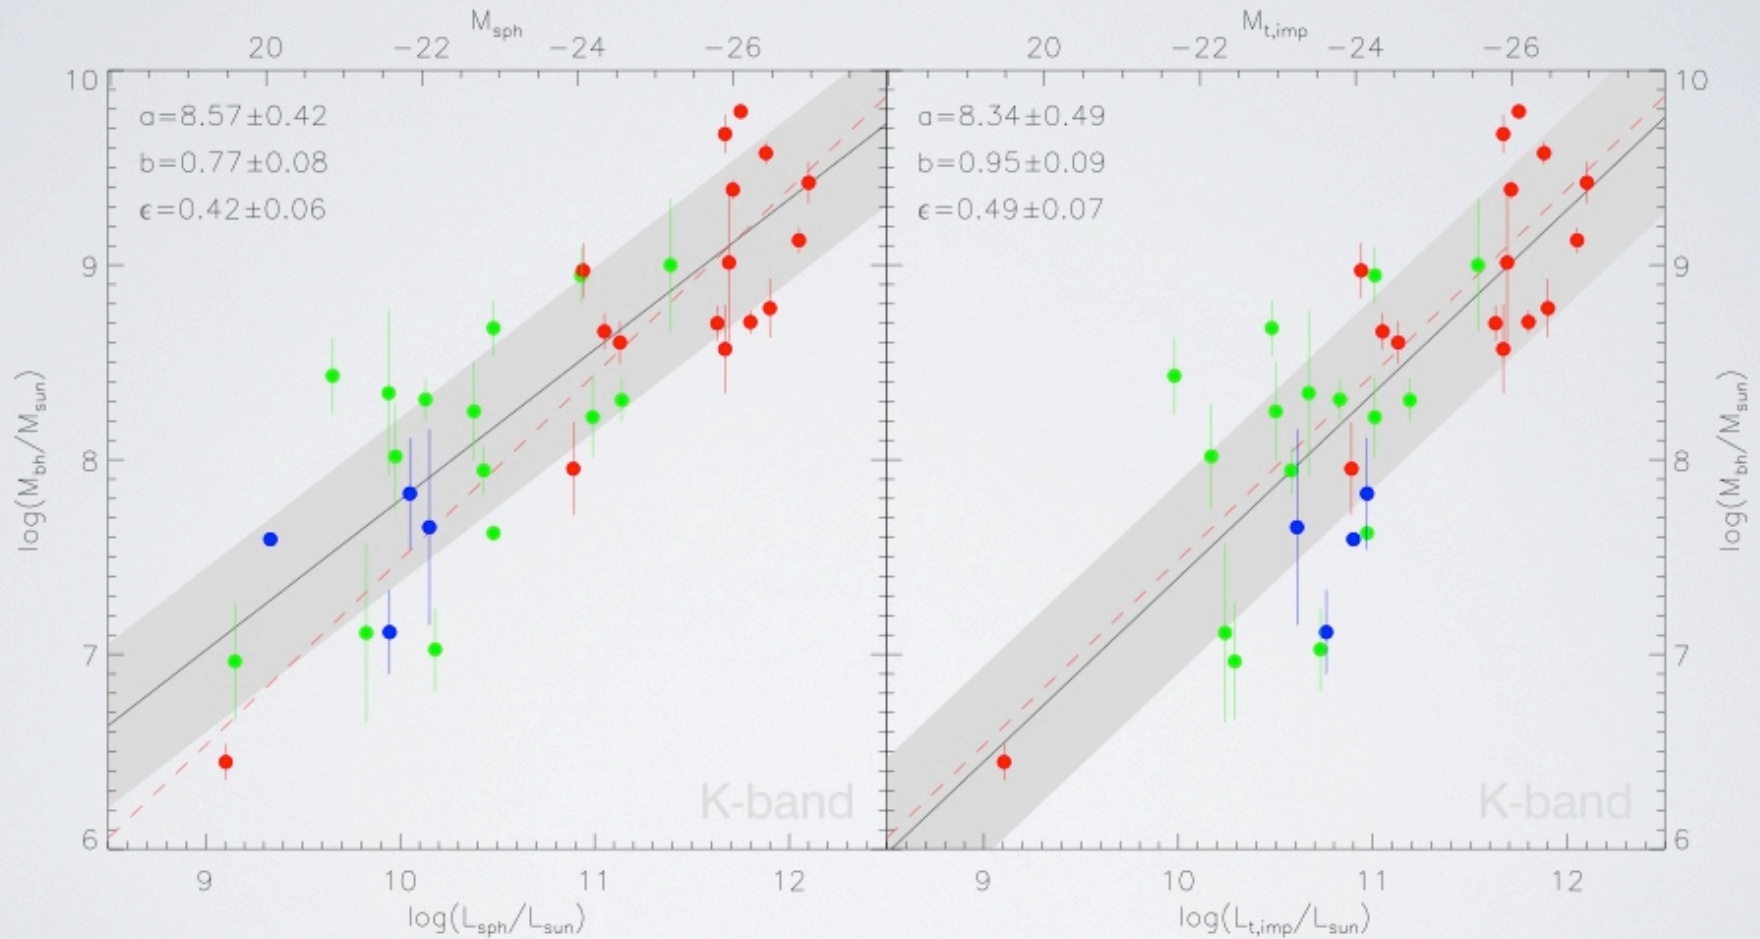 M_sph
M_t,imp
20 −22 −24 −26
20 −22 −24 −26
10
9
8
7
6
10
9
8
7
6
a=8.57±0.42
b=0.77±0.08
ϵ=0.42±0.06
a=8.34±0.49
b=0.95±0.09
ϵ=0.49±0.07
log(M_bh/M_sun)
log(M_bh/M_sun)
K-band
K-band
9 10 11 12
9 10 11 12
log(L_sph/L_sun)
log(L_t,imp/L_sun)